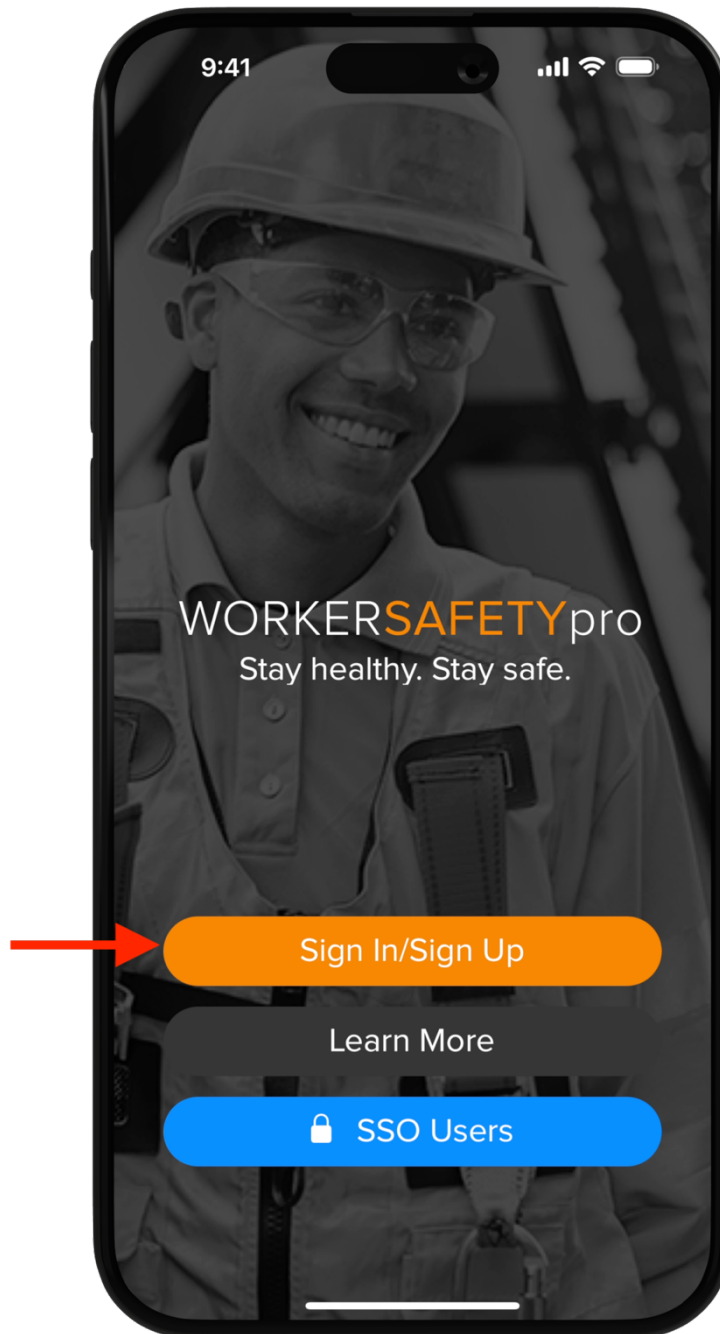 9:41
WORKERSAFETYpro
Stay healthy. Stay safe.
Sign In/Sign Up
Learn More
SSO Users